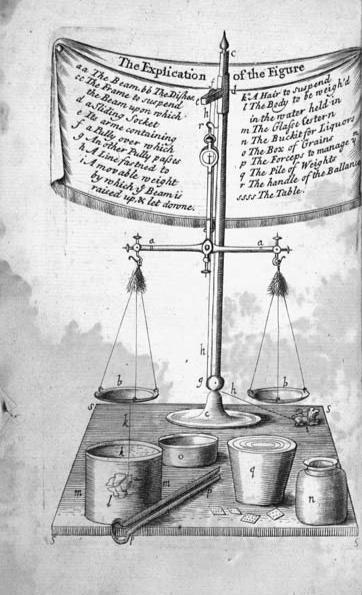 The Explication of the Figure
aa The Beam. bb The Dishes.
cc The Frame to suspend
the Beam upon which
d a Sliding Socket
e Its arme containing
f a Pully over which
g An other Pully passes
h A Line fastned to
i A movable weight
by which yͤ Beam is
raised up, & let downe.
k A Hair to suspend
l The Body to be weigh'd
in the water held in
m The Glasse Cistern
n The Bucket for Liquors
o The Box of Grains
p The Forceps to manage yͤ
q The Pile of Weights
r The handle of the Ballance
ssss The Table.
c
f
e
d
h
r
i
a
a
h
b
b
g
h
s
c
s
k
k
l
o
m
m
l
p
q
n
s
r
s